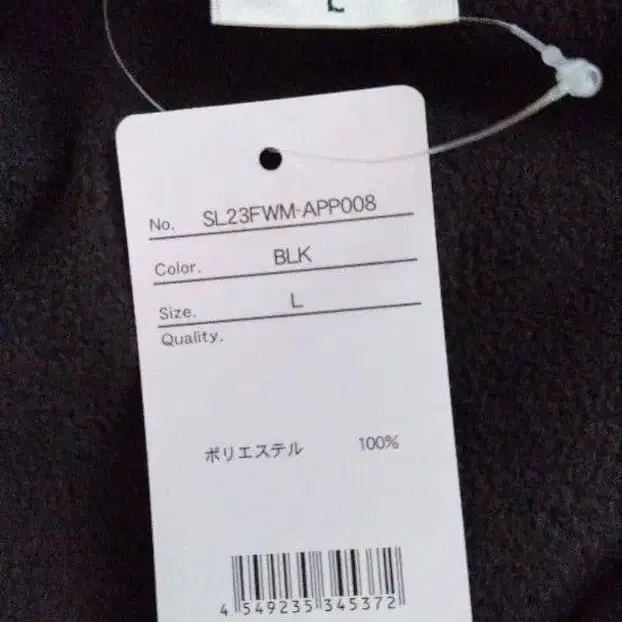 L
No. SL23FWM-APP008
Color. BLK
Size. L
Quality.
ポリエステル 100%
4 549235 345372